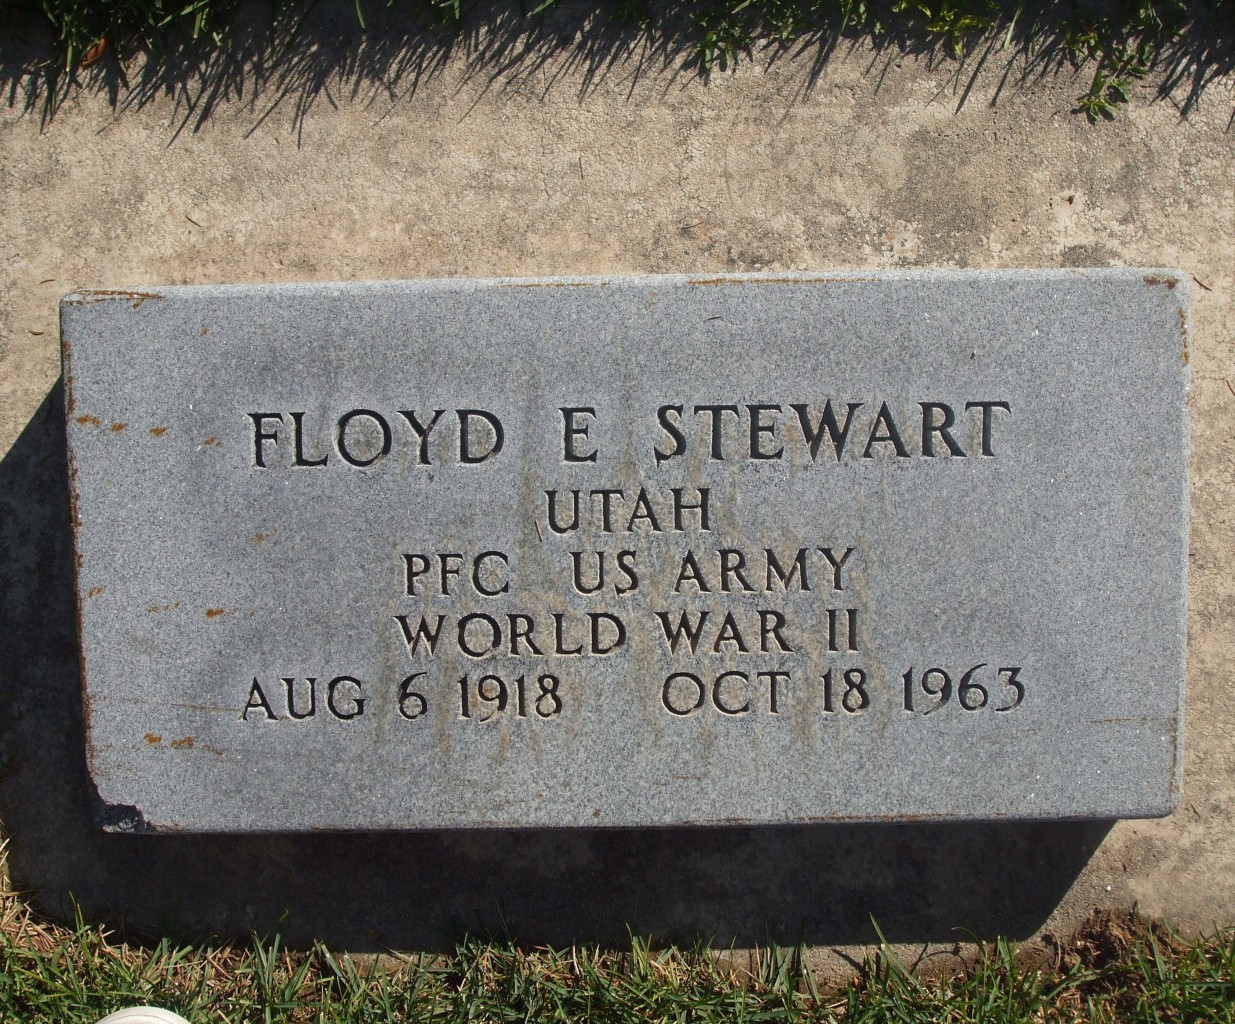 FLOYD E STEWART
UTAH
PFC US ARMY
WORLD WAR II
AUG 6 1918 OCT 18 1963